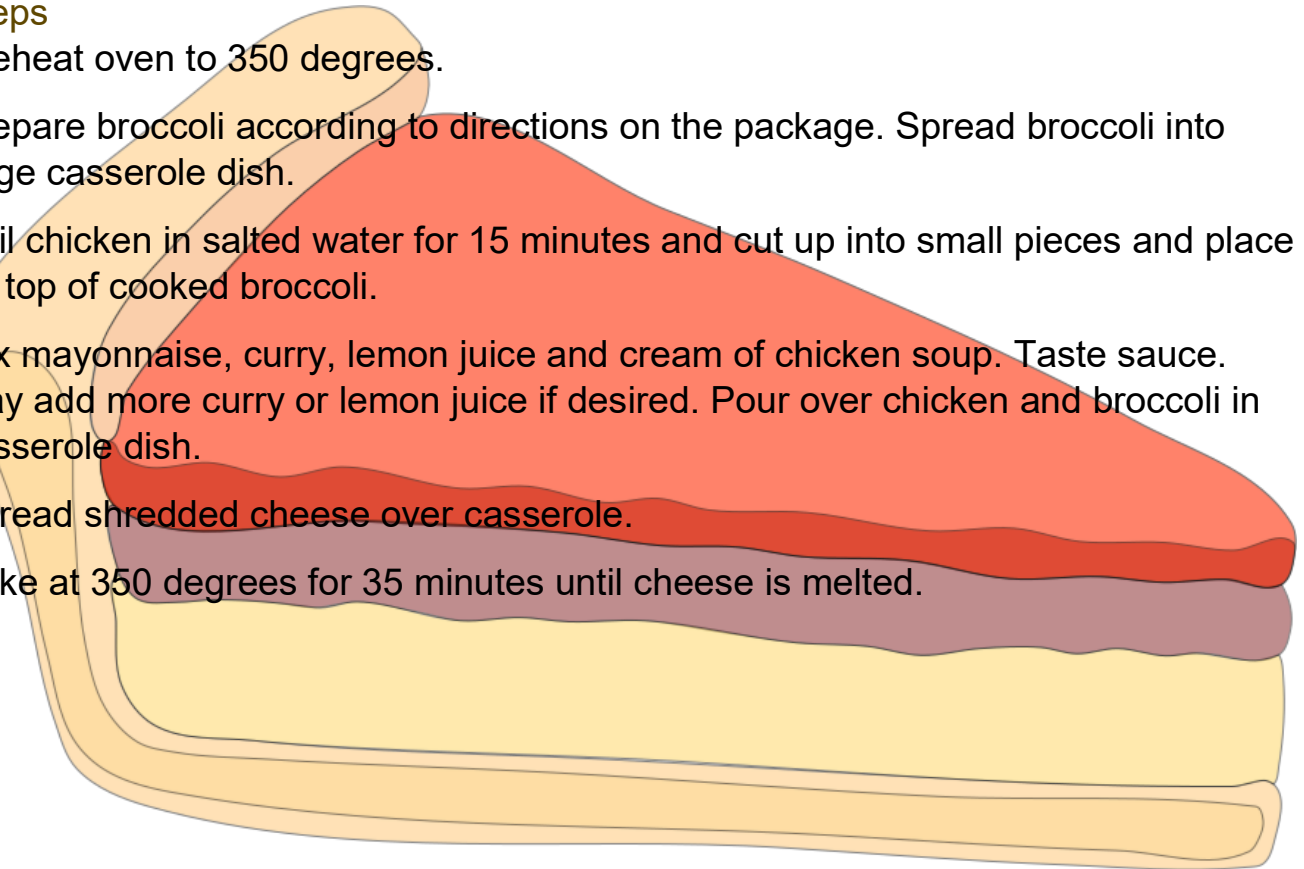 eps
eheat oven to 350 degrees.
epare broccoli according to directions on the package. Spread broccoli into
ge casserole dish.
il chicken in salted water for 15 minutes and cut up into small pieces and place
top of cooked broccoli.
x mayonnaise, curry, lemon juice and cream of chicken soup. Taste sauce.
ay add more curry or lemon juice if desired. Pour over chicken and broccoli in
sserole dish.
read shredded cheese over casserole.
ke at 350 degrees for 35 minutes until cheese is melted.